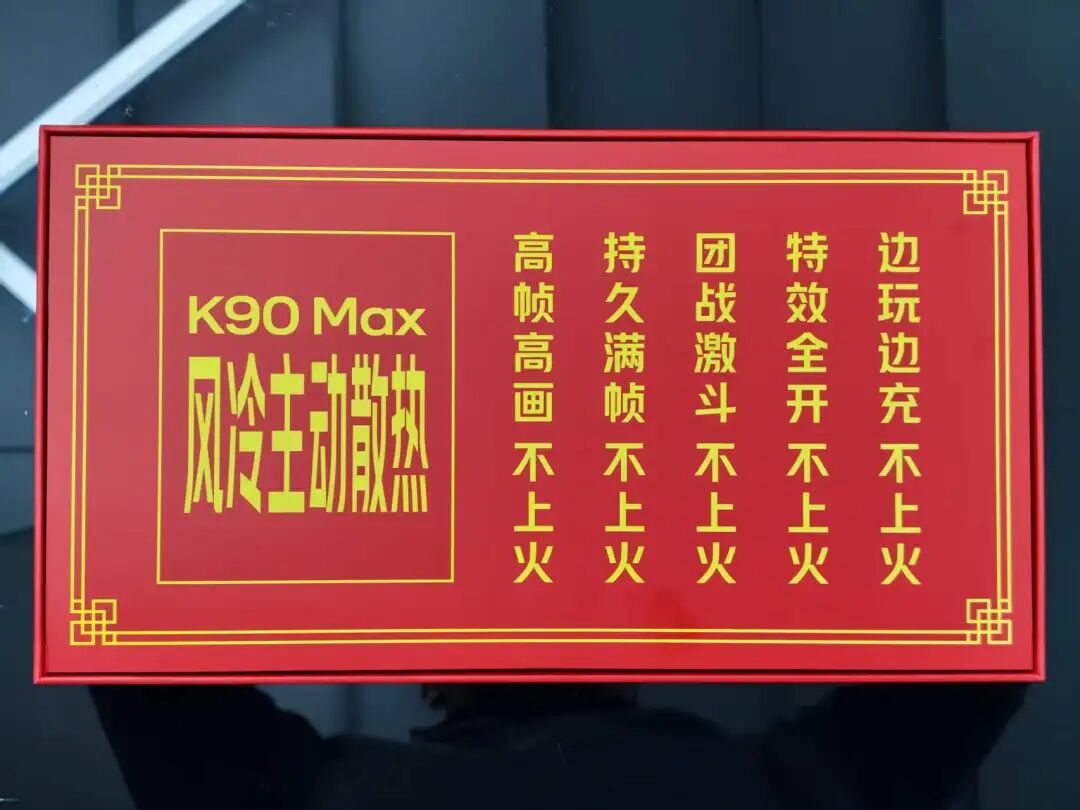 K90 Max
风冷主动散热
高帧高画 不上火
持久满帧 不上火
团战激斗 不上火
特效全开 不上火
边玩边充 不上火